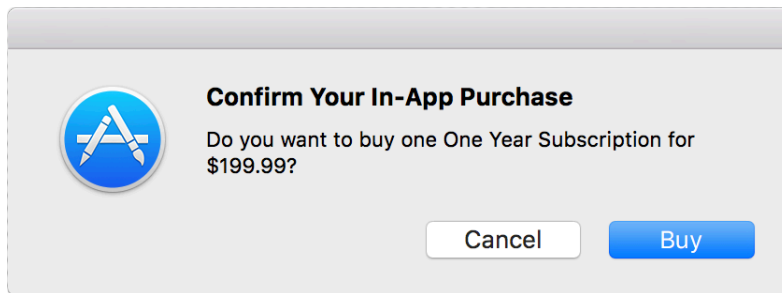 Confirm Your In-App Purchase
Do you want to buy one One Year Subscription for
$199.99?
Cancel
Buy